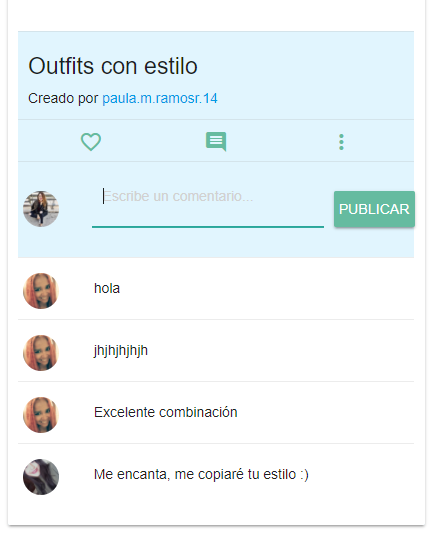 Outfits con estilo
Creado por paula.m.ramosr.14
Escribe un comentario...
PUBLICAR
hola
jhjhjhjhjh
Excelente combinación
Me encanta, me copiaré tu estilo :)